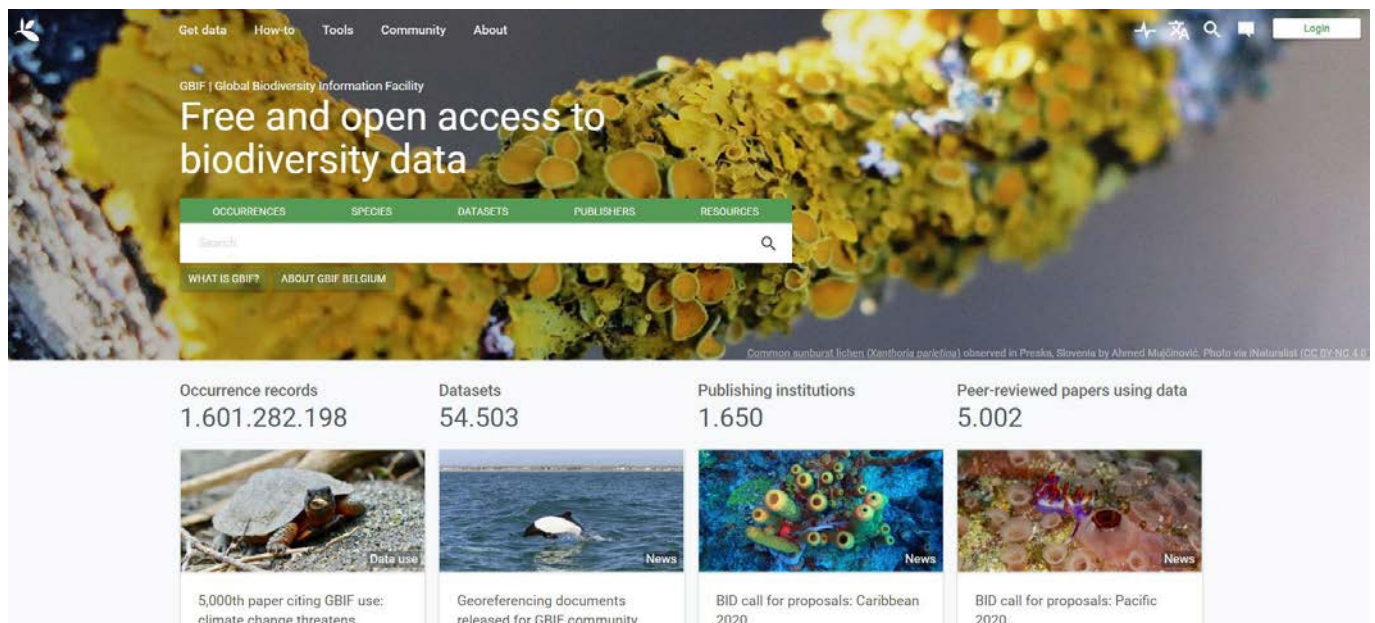 Get data How-to Tools Community About
Login
GBIF | Global Biodiversity Information Facility
Free and open access to
biodiversity data
OCCURRENCES SPECIES DATASETS PUBLISHERS RESOURCES
Search
WHAT IS GBIF? ABOUT GBIF BELGIUM
Common sunburst lichen (Xanthoria parietina) observed in Preska, Slovenia by Ahmed Mujčinović. Photo via iNaturalist (CC BY-NC 4.0
Occurrence records
1.601.282.198
Datasets
54.503
Publishing institutions
1.650
Peer-reviewed papers using data
5.002
Data use
5,000th paper citing GBIF use:
climate change threatens
News
Georeferencing documents
released for GBIF community
News
BID call for proposals: Caribbean
2020
News
BID call for proposals: Pacific
2020